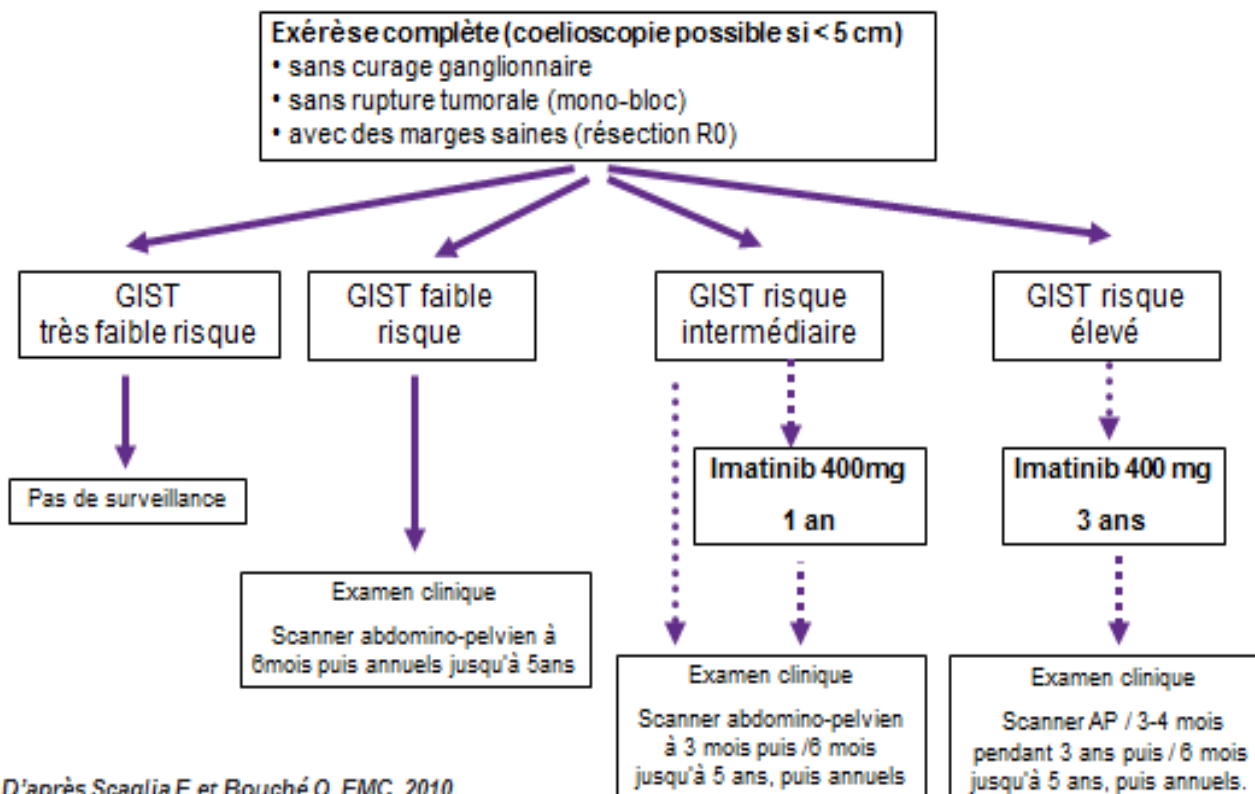 Exérèse complète (coelioscopie possible si < 5 cm)
• sans curage ganglionnaire
• sans rupture tumorale (mono-bloc)
• avec des marges saines (résection R0)
GIST
très faible risque
GIST faible
risque
GIST risque
intermédiaire
GIST risque
élevé
Imatinib 400mg
1 an
Imatinib 400 mg
3 ans
Pas de surveillance
Examen clinique
Scanner abdomino-pelvien à
6mois puis annuels jusqu'à 5ans
Examen clinique
Scanner abdomino-pelvien
à 3 mois puis /6 mois
jusqu'à 5 ans, puis annuels
Examen clinique
Scanner AP / 3-4 mois
pendant 3 ans puis / 6 mois
jusqu'à 5 ans, puis annuels.
D'après Scaglia E et Bouché O, EMC, 2010